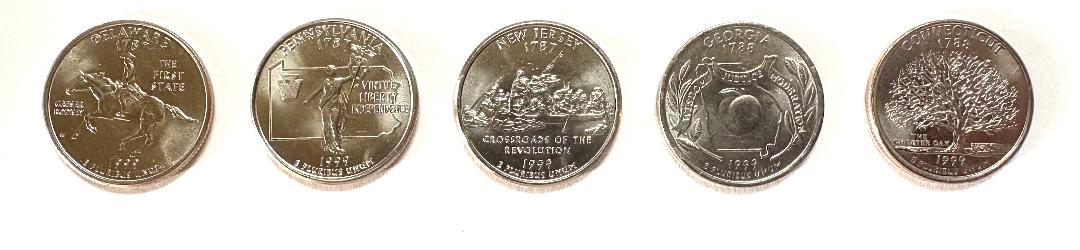 DELAWARE
1787
THE
FIRST
STATE
CAESAR
RODNEY
1999
E PLURIBUS UNUM
PENNSYLVANIA
1787
VIRTUE
LIBERTY
INDEPENDENCE
1999
E PLURIBUS UNUM
NEW JERSEY
1787
CROSSROADS OF THE
REVOLUTION
1999
E PLURIBUS UNUM
GEORGIA
1788
WISDOM JUSTICE MODERATION
1999
E PLURIBUS UNUM
CONNECTICUT
1788
THE
CHARTER OAK
1999
E PLURIBUS UNUM